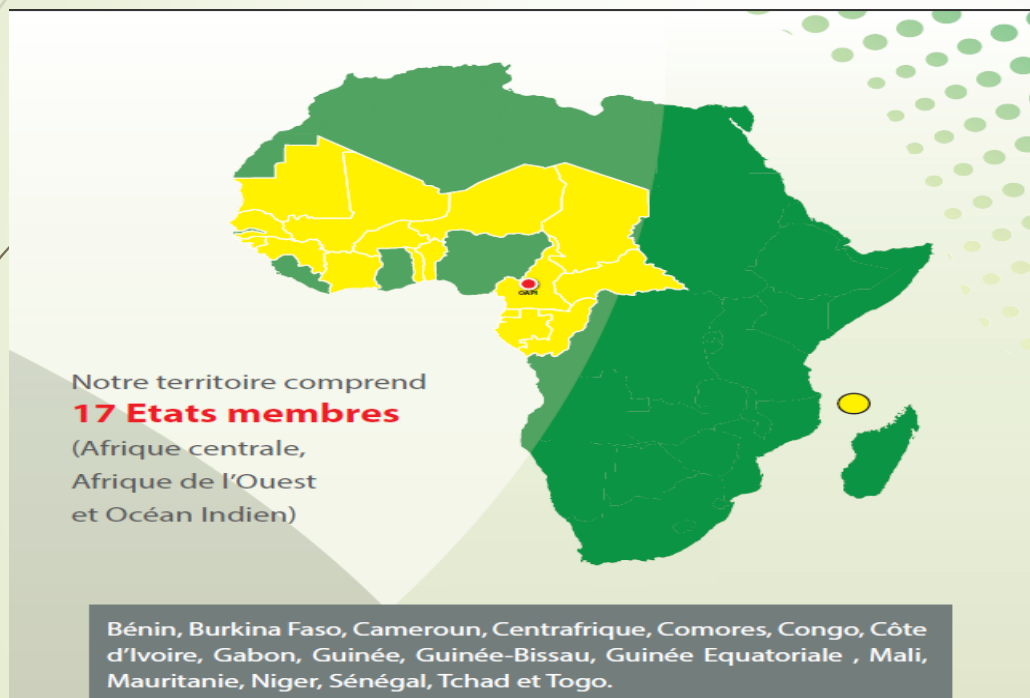 OAPI
Notre territoire comprend
17 Etats membres
(Afrique centrale,
Afrique de l'Ouest
et Océan Indien)
Bénin, Burkina Faso, Cameroun, Centrafrique, Comores, Congo, Côte
d'Ivoire, Gabon, Guinée, Guinée-Bissau, Guinée Equatoriale , Mali,
Mauritanie, Niger, Sénégal, Tchad et Togo.